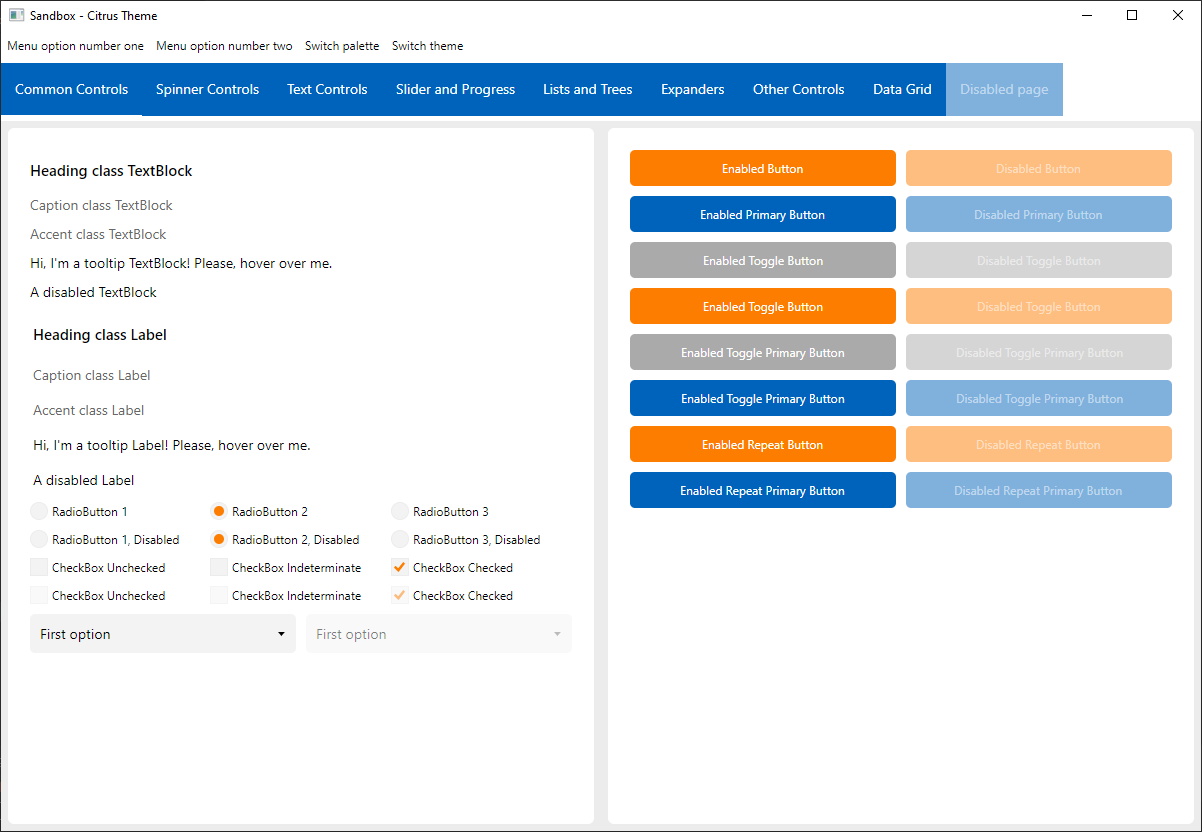 Sandbox - Citrus Theme
Menu option number one Menu option number two Switch palette Switch theme
Common Controls Spinner Controls Text Controls Slider and Progress Lists and Trees Expanders Other Controls Data Grid Disabled page
Heading class TextBlock
Caption class TextBlock
Accent class TextBlock
Hi, I'm a tooltip TextBlock! Please, hover over me.
A disabled TextBlock
Heading class Label
Caption class Label
Accent class Label
Hi, I'm a tooltip Label! Please, hover over me.
A disabled Label
RadioButton 1 RadioButton 2 RadioButton 3
RadioButton 1, Disabled RadioButton 2, Disabled RadioButton 3, Disabled
CheckBox Unchecked CheckBox Indeterminate CheckBox Checked
CheckBox Unchecked CheckBox Indeterminate CheckBox Checked
First option First option
Enabled Button Disabled Button
Enabled Primary Button Disabled Primary Button
Enabled Toggle Button Disabled Toggle Button
Enabled Toggle Button Disabled Toggle Button
Enabled Toggle Primary Button Disabled Toggle Primary Button
Enabled Toggle Primary Button Disabled Toggle Primary Button
Enabled Repeat Button Disabled Repeat Button
Enabled Repeat Primary Button Disabled Repeat Primary Button